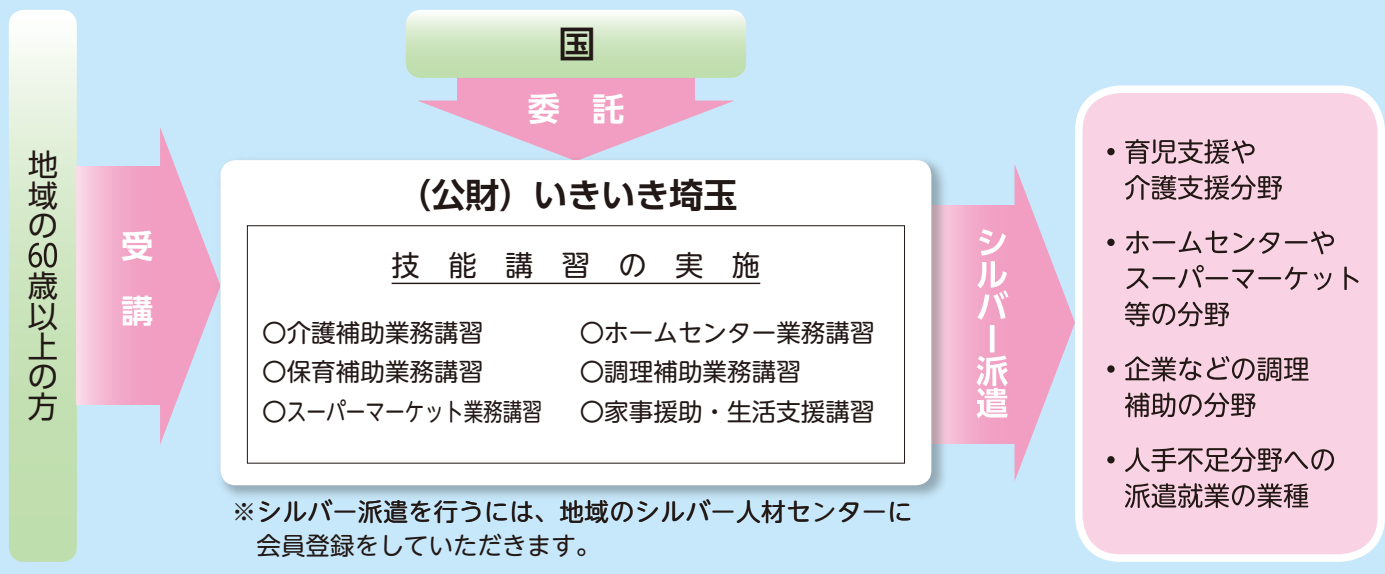 国
委託
地域の60歳以上の方
受講
（公財）いきいき埼玉
技能講習の実施
〇介護補助業務講習
〇保育補助業務講習
〇スーパーマーケット業務講習
〇ホームセンター業務講習
〇調理補助業務講習
〇家事援助・生活支援講習
※シルバー派遣を行うには、地域のシルバー人材センターに
会員登録をしていただきます。
シルバー派遣
・育児支援や
介護支援分野
・ホームセンターや
スーパーマーケット
等の分野
・企業などの調理
補助の分野
・人手不足分野への
派遣就業の業種